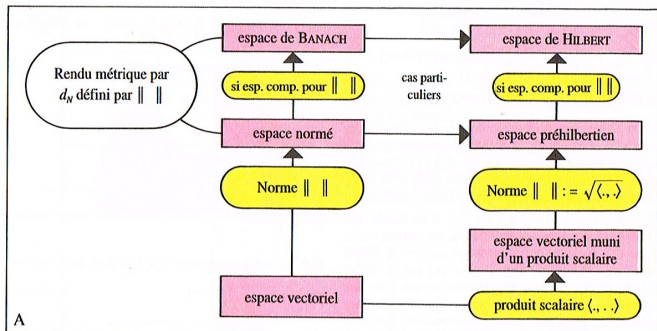 espace de BANACH
espace de HILBERT
Rendu métrique par
d_N défini par ‖ ‖
si esp. comp. pour ‖ ‖
cas parti-
culiers
si esp. comp. pour ‖ ‖
espace normé
espace préhilbertien
Norme ‖ ‖
Norme ‖ ‖ := √⟨., .⟩
espace vectoriel muni
d'un produit scalaire
espace vectoriel
produit scalaire ⟨., . .⟩
A